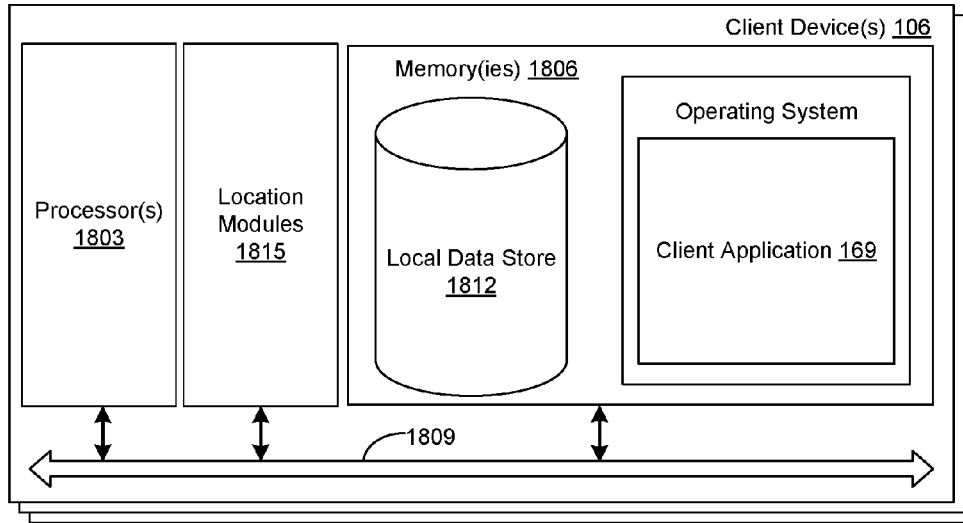 Client Device(s) 106
Processor(s)
1803
Location
Modules
1815
Memory(ies) 1806
Local Data Store
1812
Operating System
Client Application 169
1809